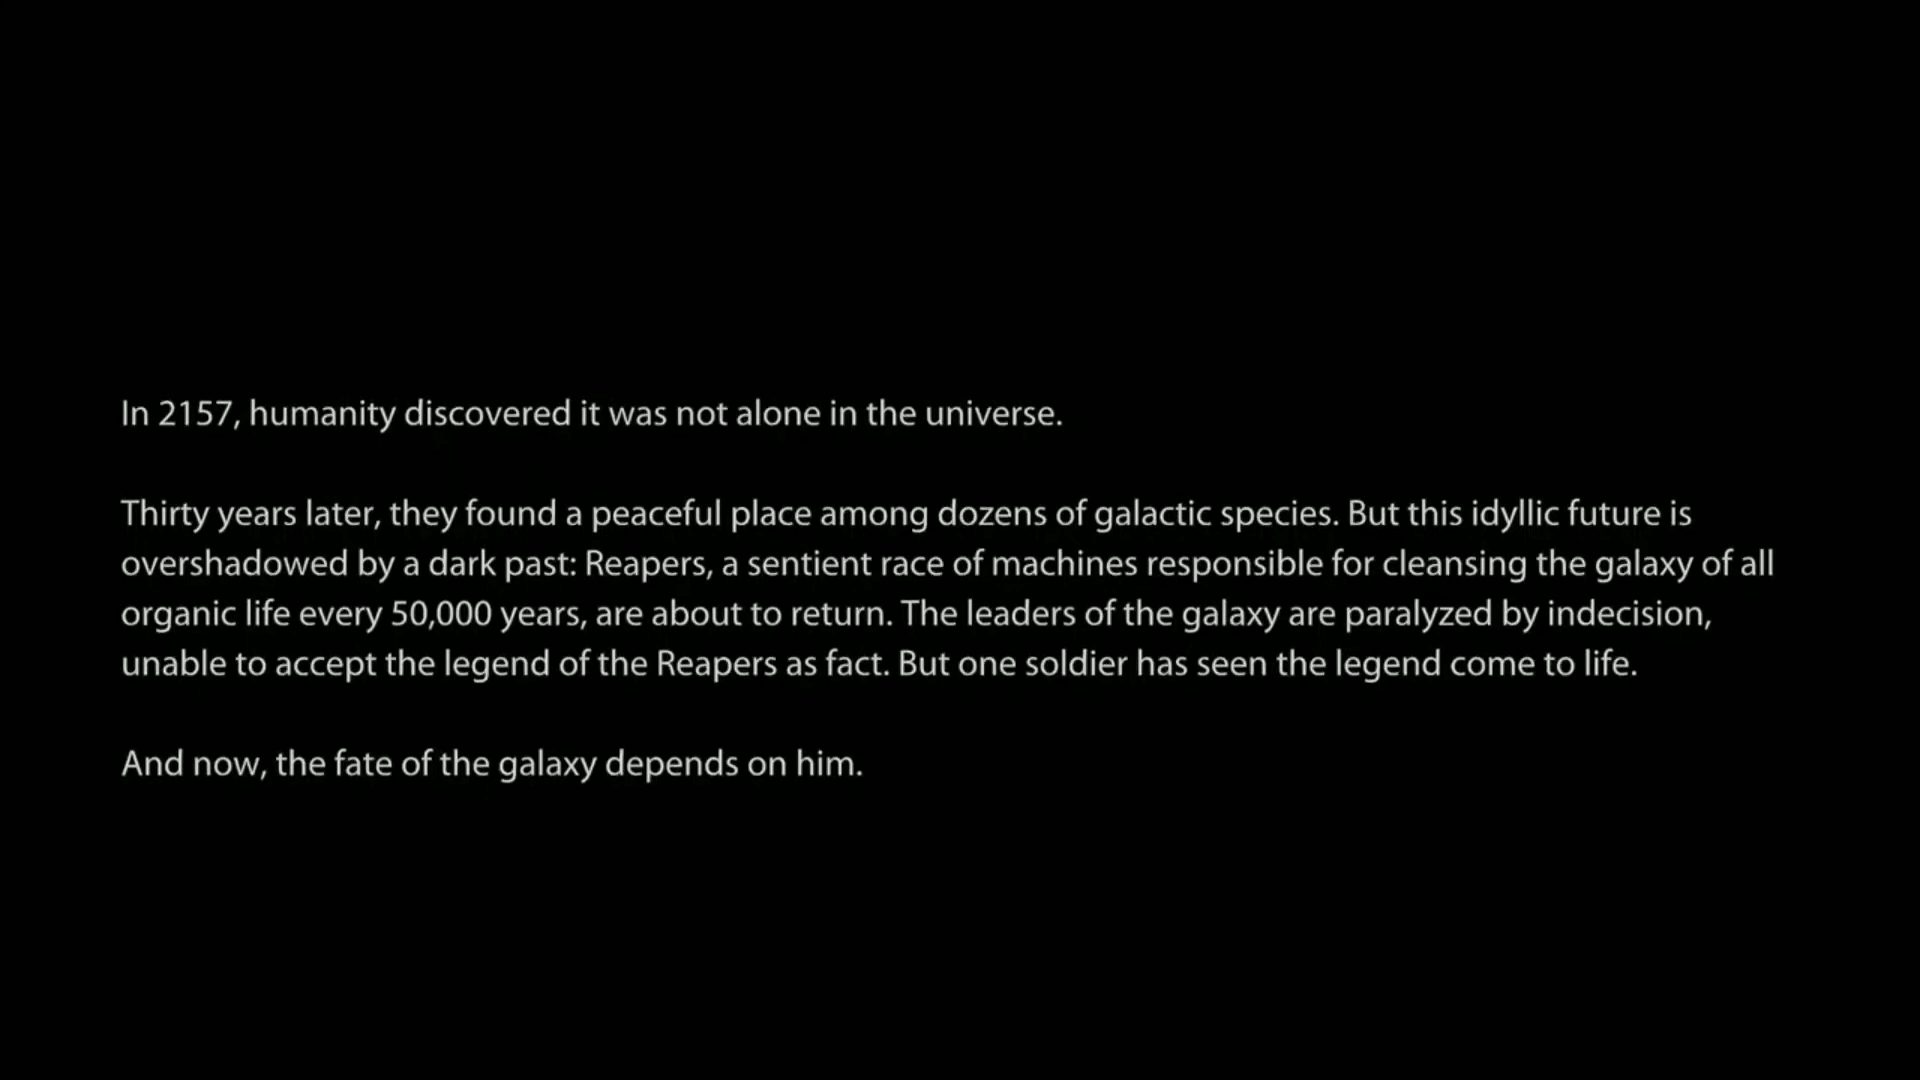 In 2157, humanity discovered it was not alone in the universe.
Thirty years later, they found a peaceful place among dozens of galactic species. But this idyllic future is
overshadowed by a dark past: Reapers, a sentient race of machines responsible for cleansing the galaxy of all
organic life every 50,000 years, are about to return. The leaders of the galaxy are paralyzed by indecision,
unable to accept the legend of the Reapers as fact. But one soldier has seen the legend come to life.
And now, the fate of the galaxy depends on him.